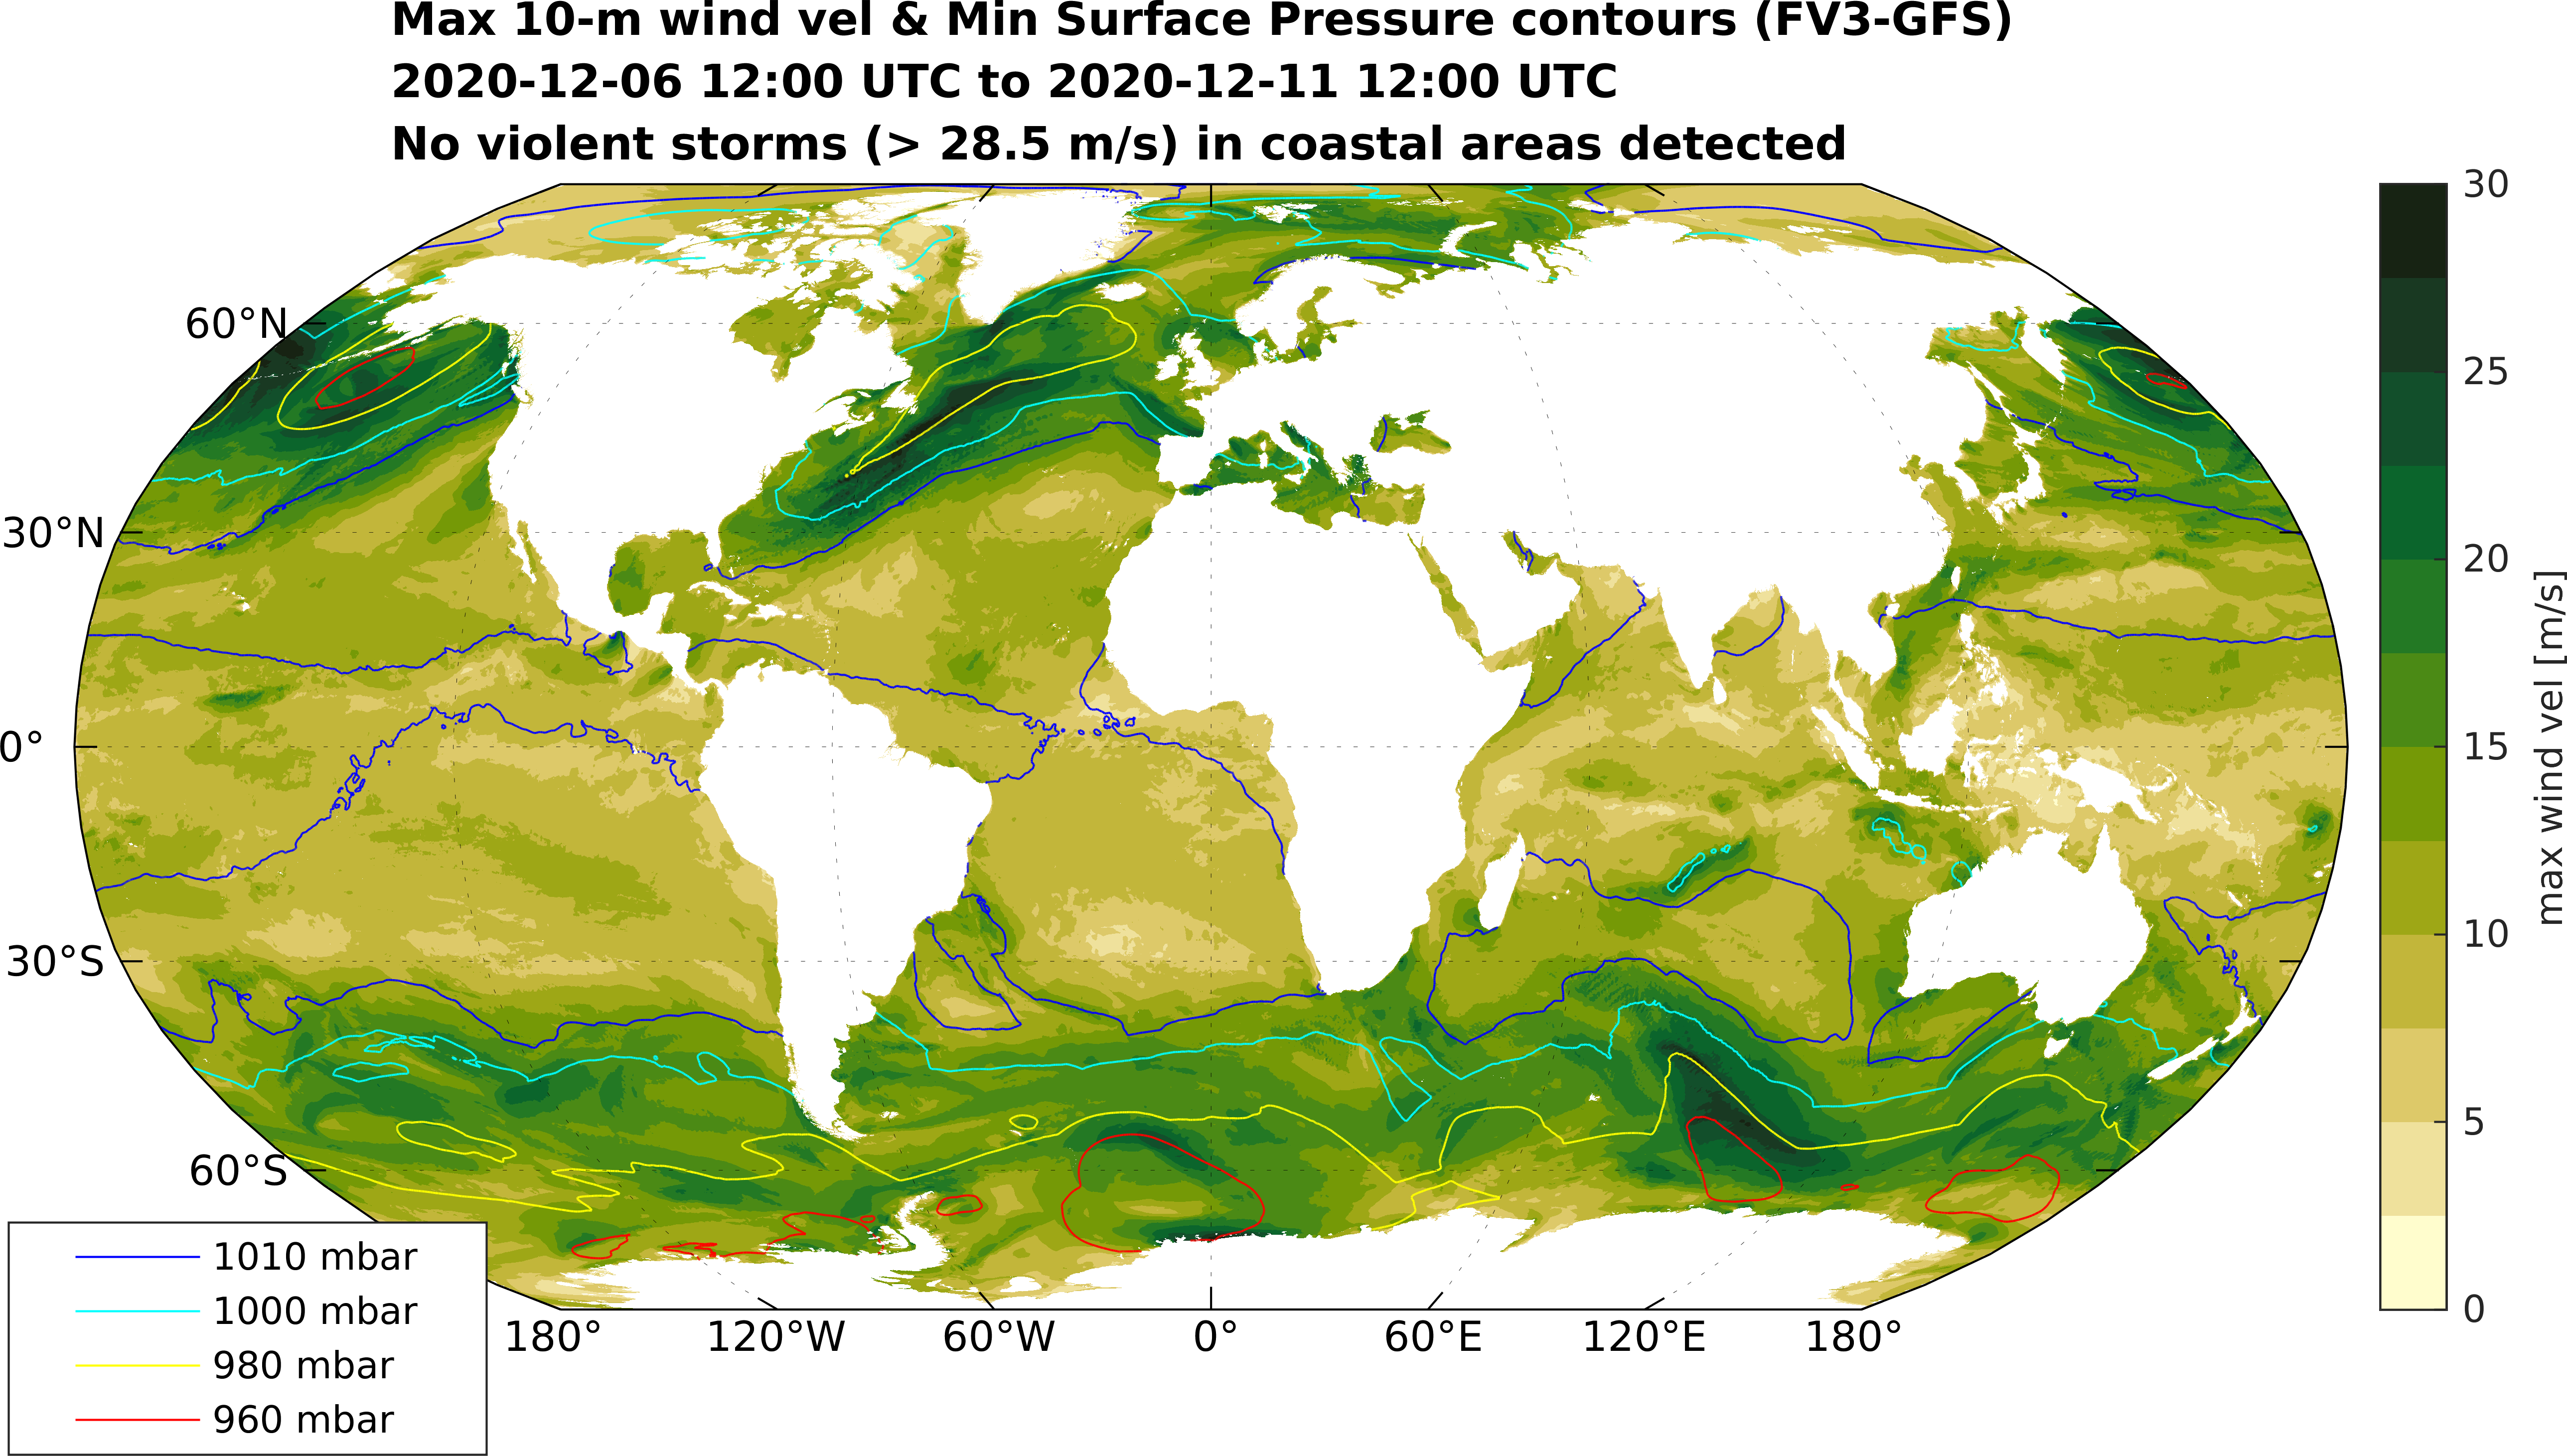 Max 10-m wind vel & Min Surface Pressure contours (FV3-GFS)
2020-12-06 12:00 UTC to 2020-12-11 12:00 UTC
No violent storms (> 28.5 m/s) in coastal areas detected
60°N
30°N
0°
30°S
60°S
180°
120°W
60°W
0°
60°E
120°E
180°
1010 mbar
1000 mbar
980 mbar
960 mbar
30
25
20
15
10
5
0
max wind vel [m/s]